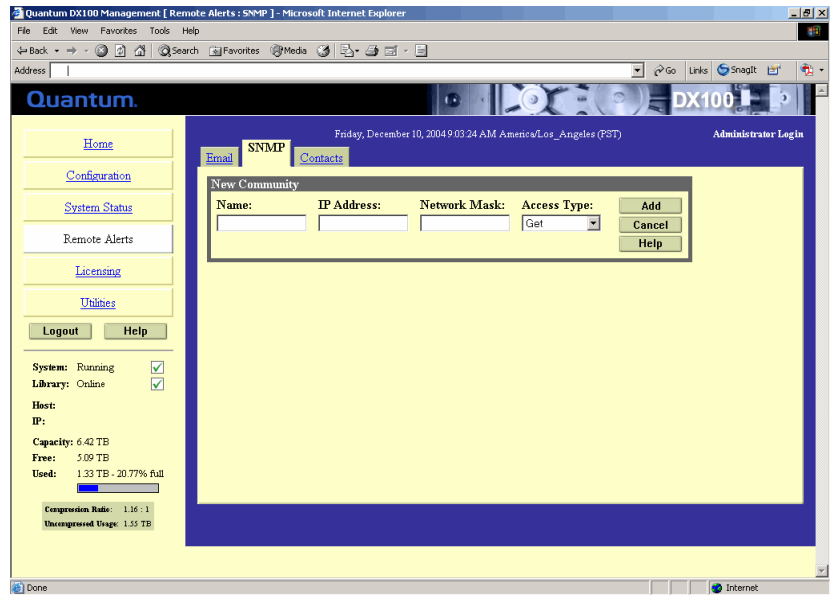 Quantum DX100 Management [ Remote Alerts : SNMP ] - Microsoft Internet Explorer
File Edit View Favorites Tools Help
Back Search Favorites Media
Address Go Links SnagIt
Quantum. DX100
Friday, December 10, 2004 9:03:24 AM America/Los_Angeles (PST) Administrator Login
Email SNMP Contacts
Home
Configuration
System Status
Remote Alerts
Licensing
Utilities
Logout Help
System: Running
Library: Online
Host:
IP:
Capacity: 6.42 TB
Free: 5.09 TB
Used: 1.33 TB - 20.77% full
Compression Ratio: 1.16 : 1
Uncompressed Usage: 1.55 TB
New Community
Name: IP Address: Network Mask: Access Type:
Get
Add
Cancel
Help
Done Internet